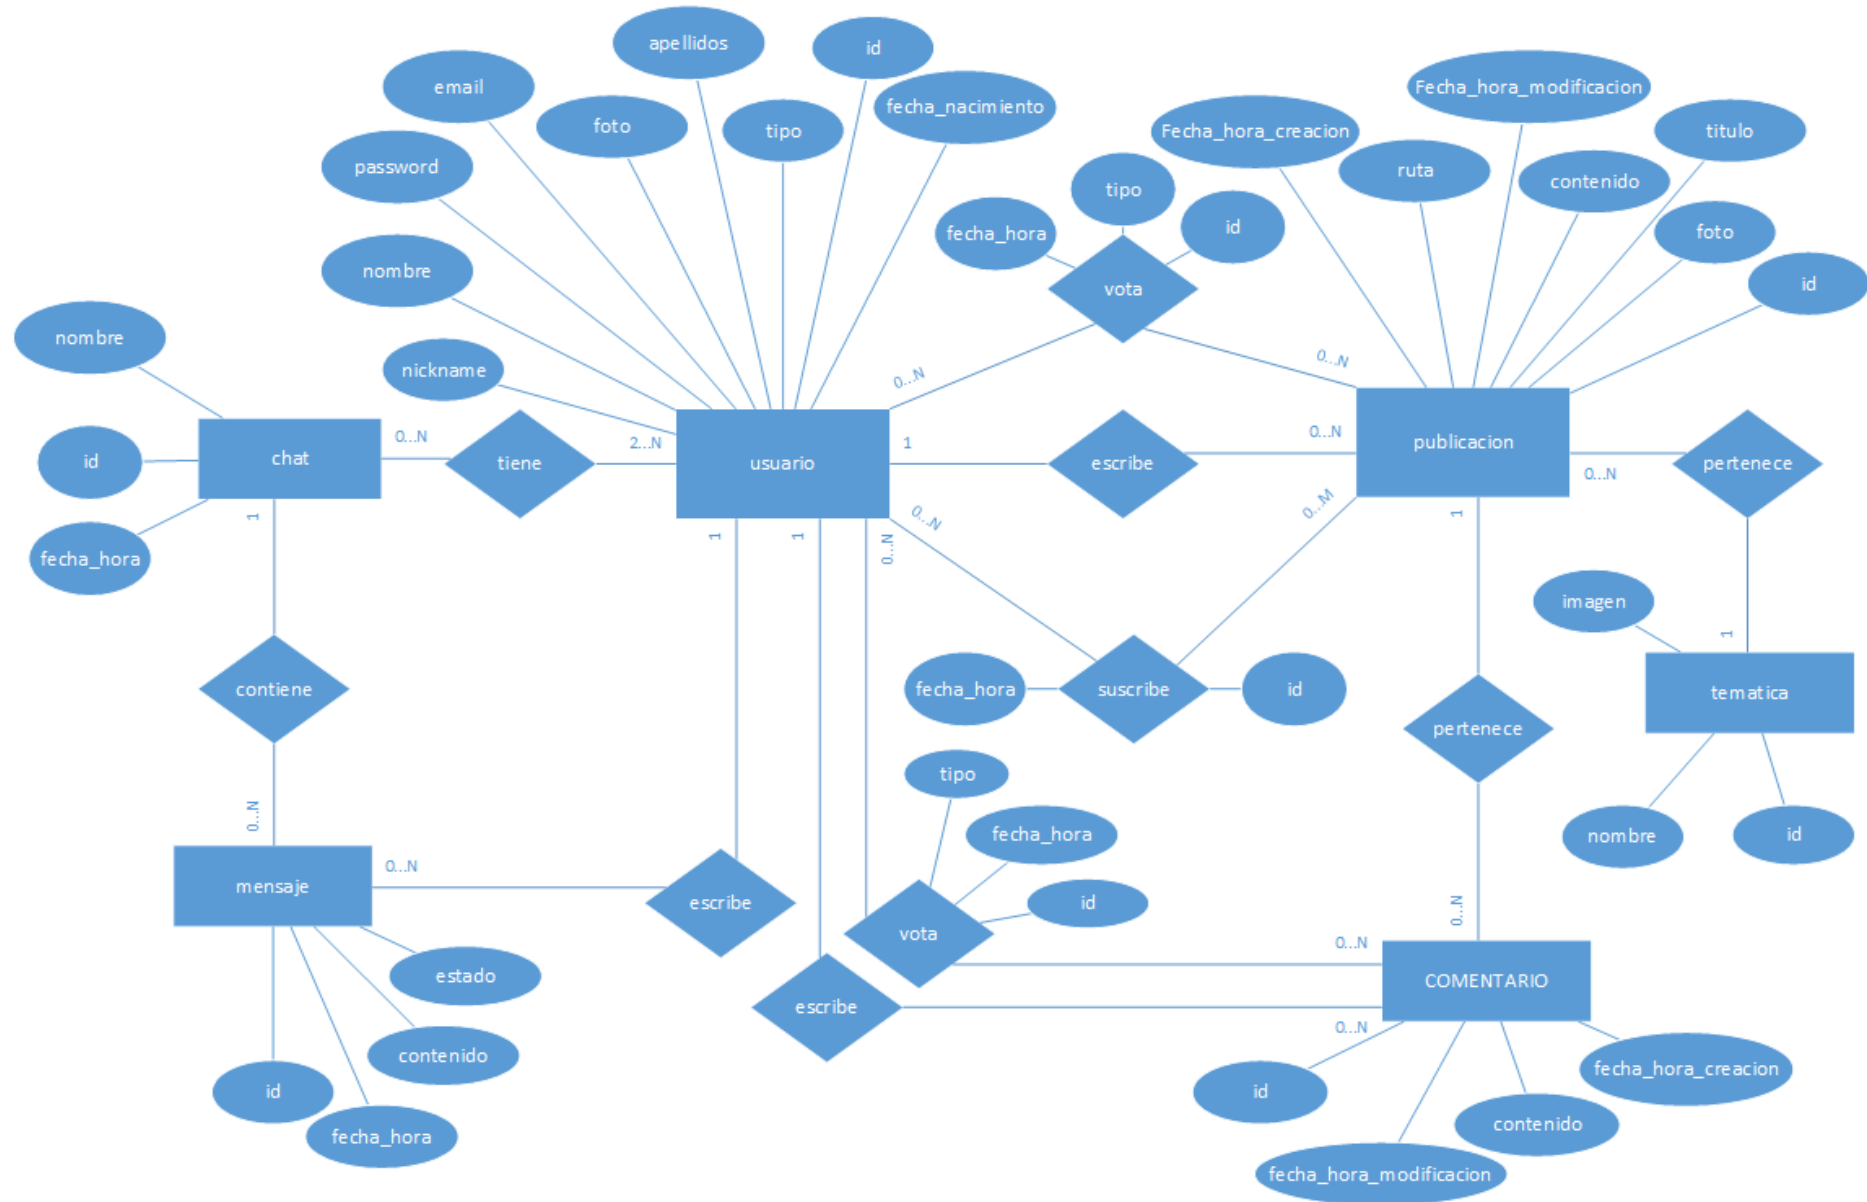 apellidos
id
email
fecha_nacimiento
foto
tipo
password
nombre
nickname
Fecha_hora_creacion
Fecha_hora_modificacion
titulo
ruta
contenido
foto
id
tipo
id
fecha_hora
vota
0...N
0...N
nombre
id
fecha_hora
chat
0...N
tiene
2...N
usuario
1
escribe
0...N
publicacion
0...N
pertenece
1
1
1
0...N
0...N
0...M
1
imagen
1
tematica
nombre
id
contiene
fecha_hora
suscribe
id
pertenece
tipo
fecha_hora
id
vota
0...N
mensaje
0...N
escribe
0...N
0...N
COMENTARIO
escribe
0...N
estado
contenido
id
fecha_hora
id
fecha_hora_creacion
contenido
fecha_hora_modificacion